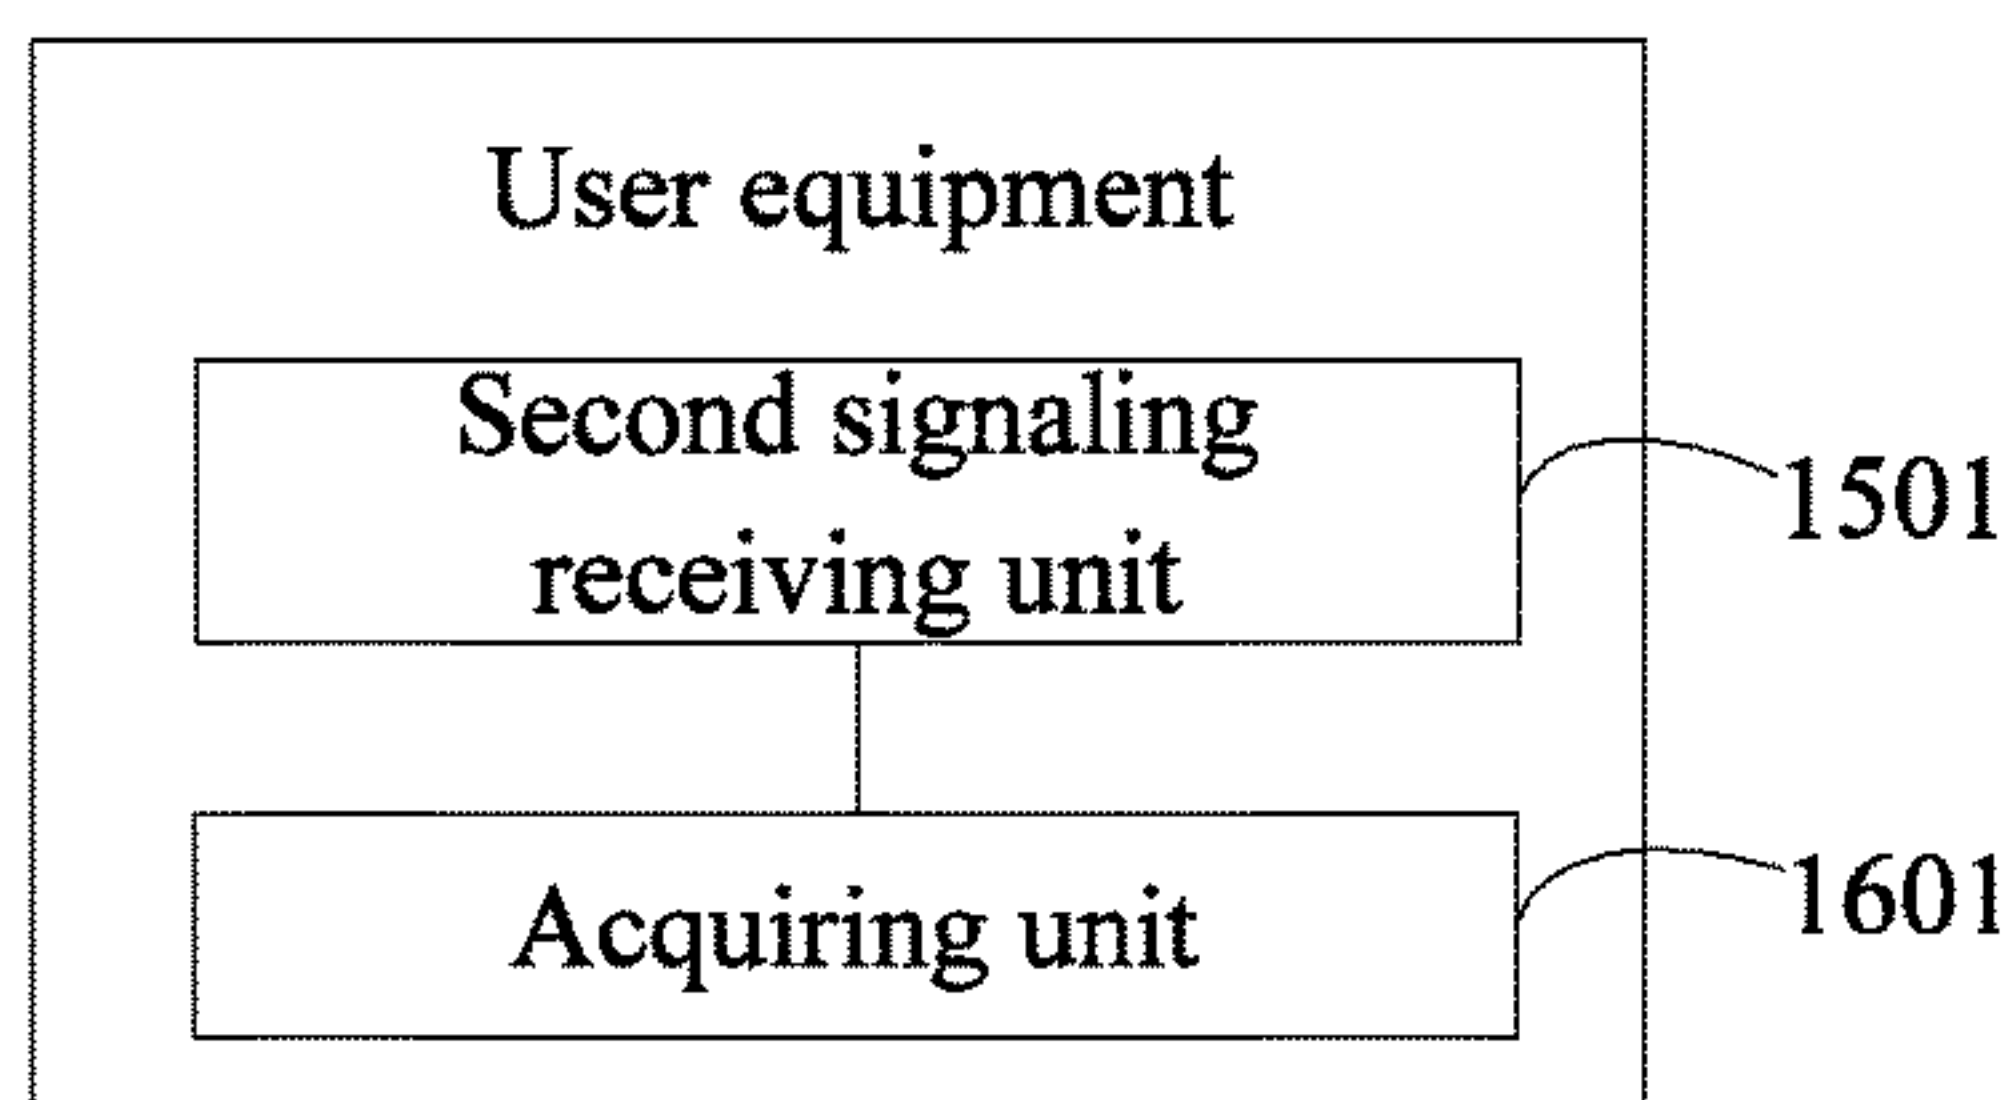 User equipment
Second signaling
receiving unit
1501
Acquiring unit
1601